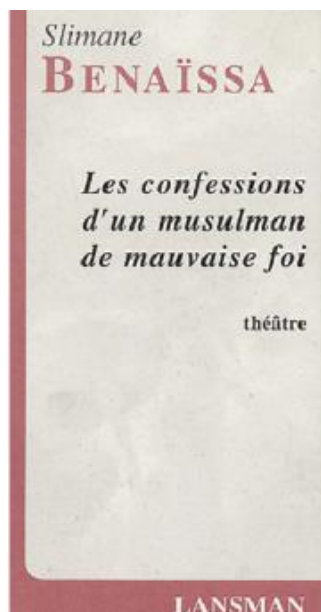 Slimane
BENAÏSSA
Les confessions
d'un musulman
de mauvaise foi
théâtre
LANSMAN